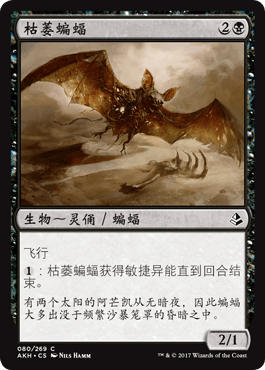 枯萎蝙蝠 2
生物～灵俑／蝙蝠
飞行
1：枯萎蝙蝠获得敏捷异能直到回合结
束。
有两个太阳的阿芒凯从无暗夜，因此蝙蝠
大多出没于频繁沙暴笼罩的昏暗之中。
2/1
080/269 C
AKH • CS NILS HAMM
™ & © 2017 Wizards of the Coast